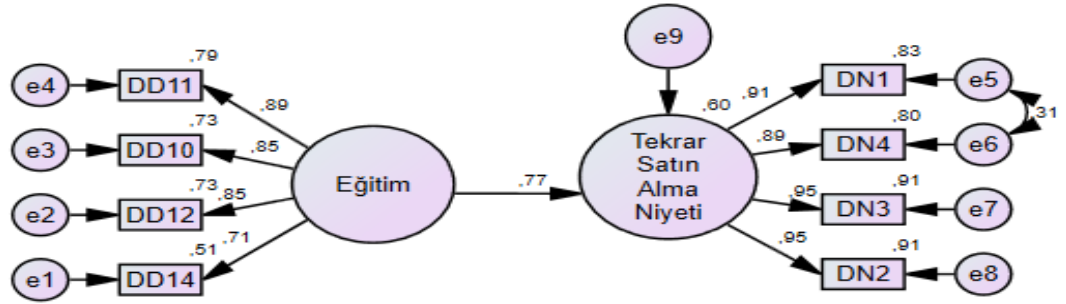 e9
,79
,83
e4
DD11
,89
,60
,91
DN1
e5
,73
,31
,80
e3
DD10
,85
Tekrar
Satın
Alma
Niyeti
,89
DN4
e6
Eğitim
,77
,73
,85
,95
,91
e2
DD12
DN3
e7
,51
,71
,95
,91
e1
DD14
DN2
e8